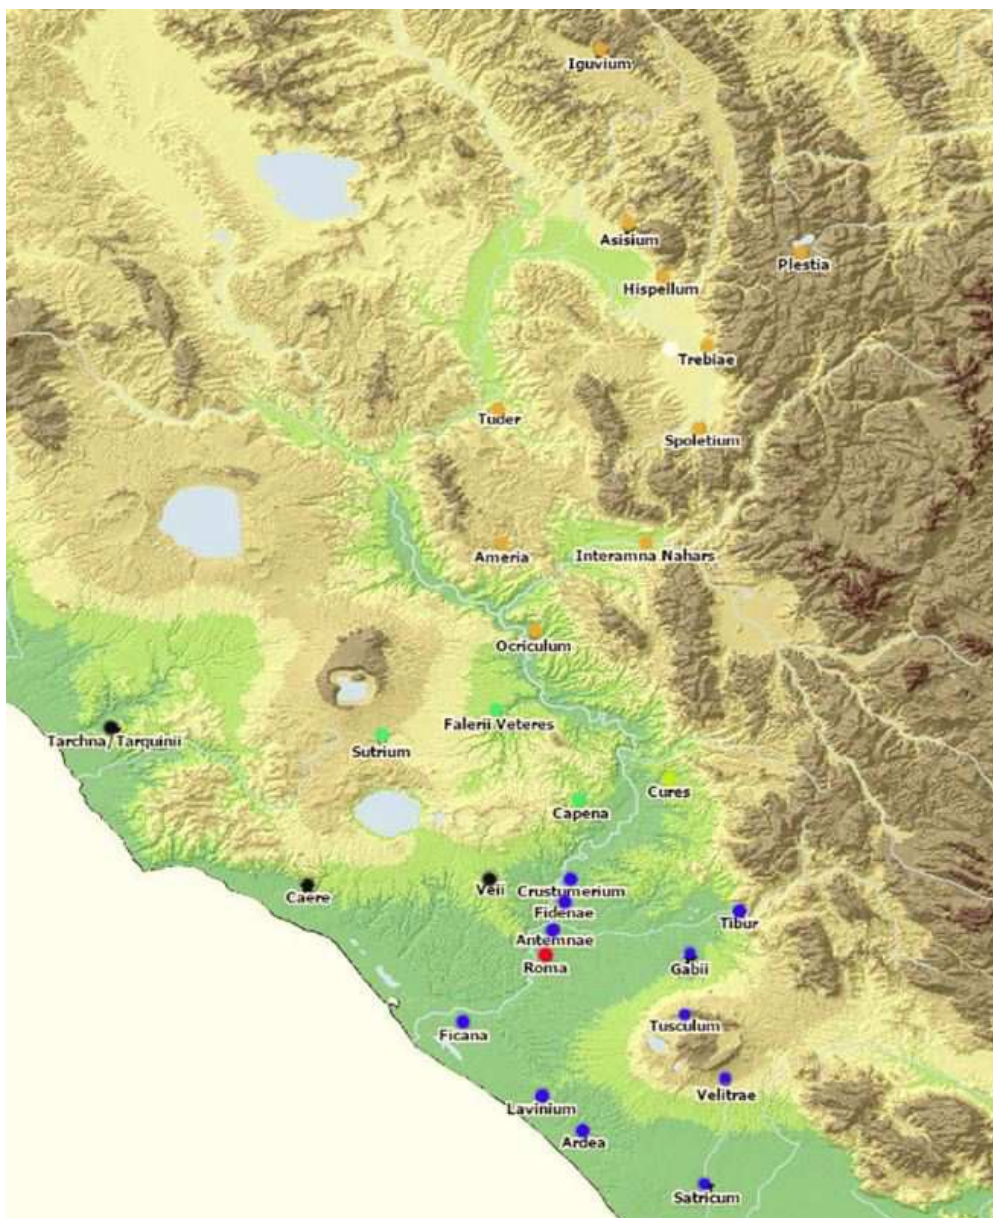 Iguvium
Asisium
Plestia
Hispellum
Trebiae
Tuder
Spoletium
Ameria
Interamna Nahars
Ocriculum
Falerii Veteres
Tarchna/Tarquinii
Sutrium
Cures
Capena
Caere
Veii
Crustumerium
Fidenae
Tibur
Antemnae
Roma
Gabii
Ficana
Tusculum
Velitrae
Lavinium
Ardea
Satricum